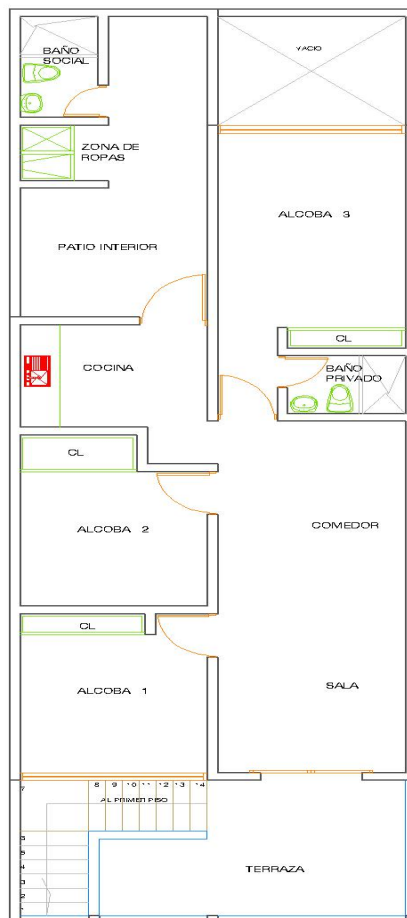 BAÑO
SOCIAL
VACIO
ZONA DE
ROPAS
ALCOBA 3
PATIO INTERIOR
CL
COCINA
BAÑO
PRIVADO
CL
ALCOBA 2
COMEDOR
CL
ALCOBA 1
SALA
7
8 9 10 11 12 13 14
AL PRIMER PISO
6
5
4
3
2
1
TERRAZA